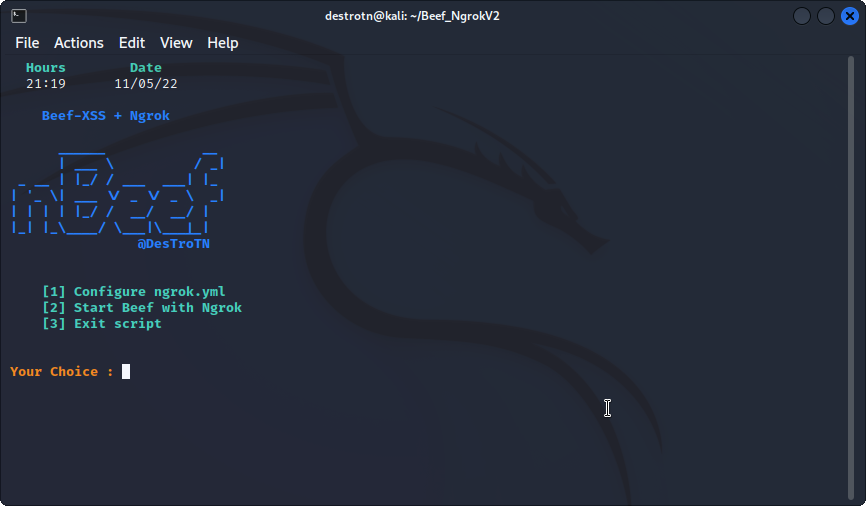 destrotn@kali: ~/Beef_NgrokV2
File Actions Edit View Help
Hours Date
21:19 11/05/22
Beef-XSS + Ngrok
nBeef
@DesTroTN
[1] Configure ngrok.yml
[2] Start Beef with Ngrok
[3] Exit script
Your Choice :